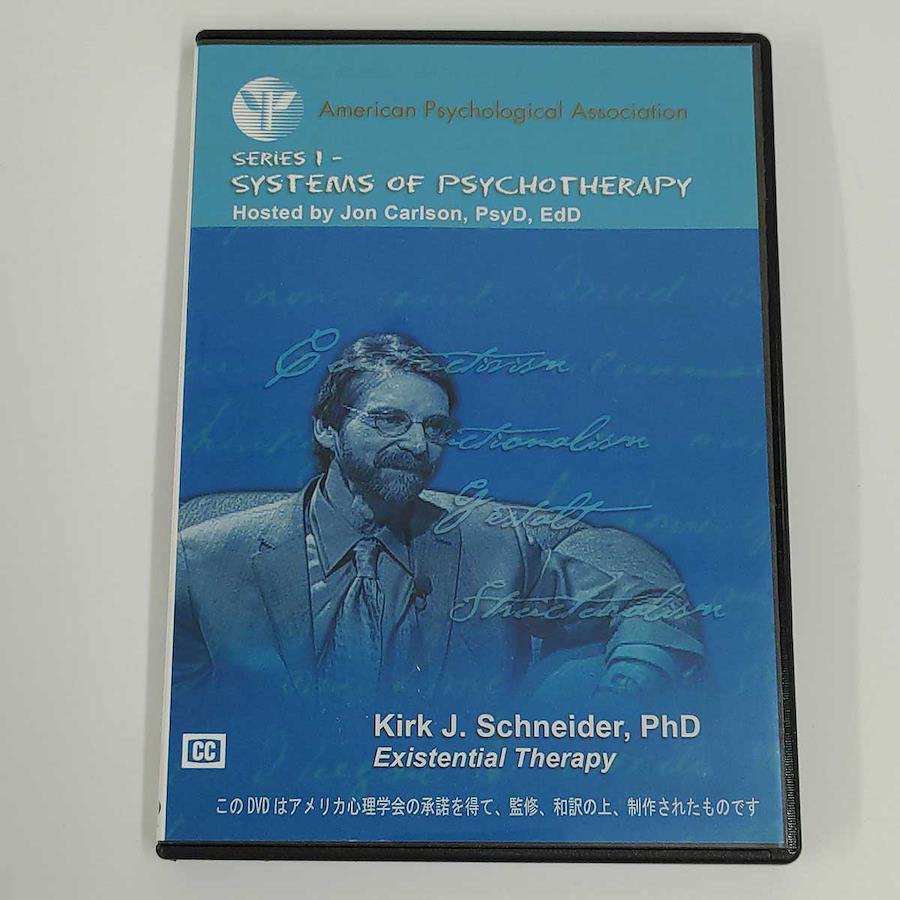 American Psychological Association
SERIES I -
SYSTEMS OF PSYCHOTHERAPY
Hosted by Jon Carlson, PsyD, EdD
Gestalt
Structuralism
Kirk J. Schneider, PhD
CC
Existential Therapy
このDVDはアメリカ心理学会の承諾を得て、監修、和訳の上、制作されたものです